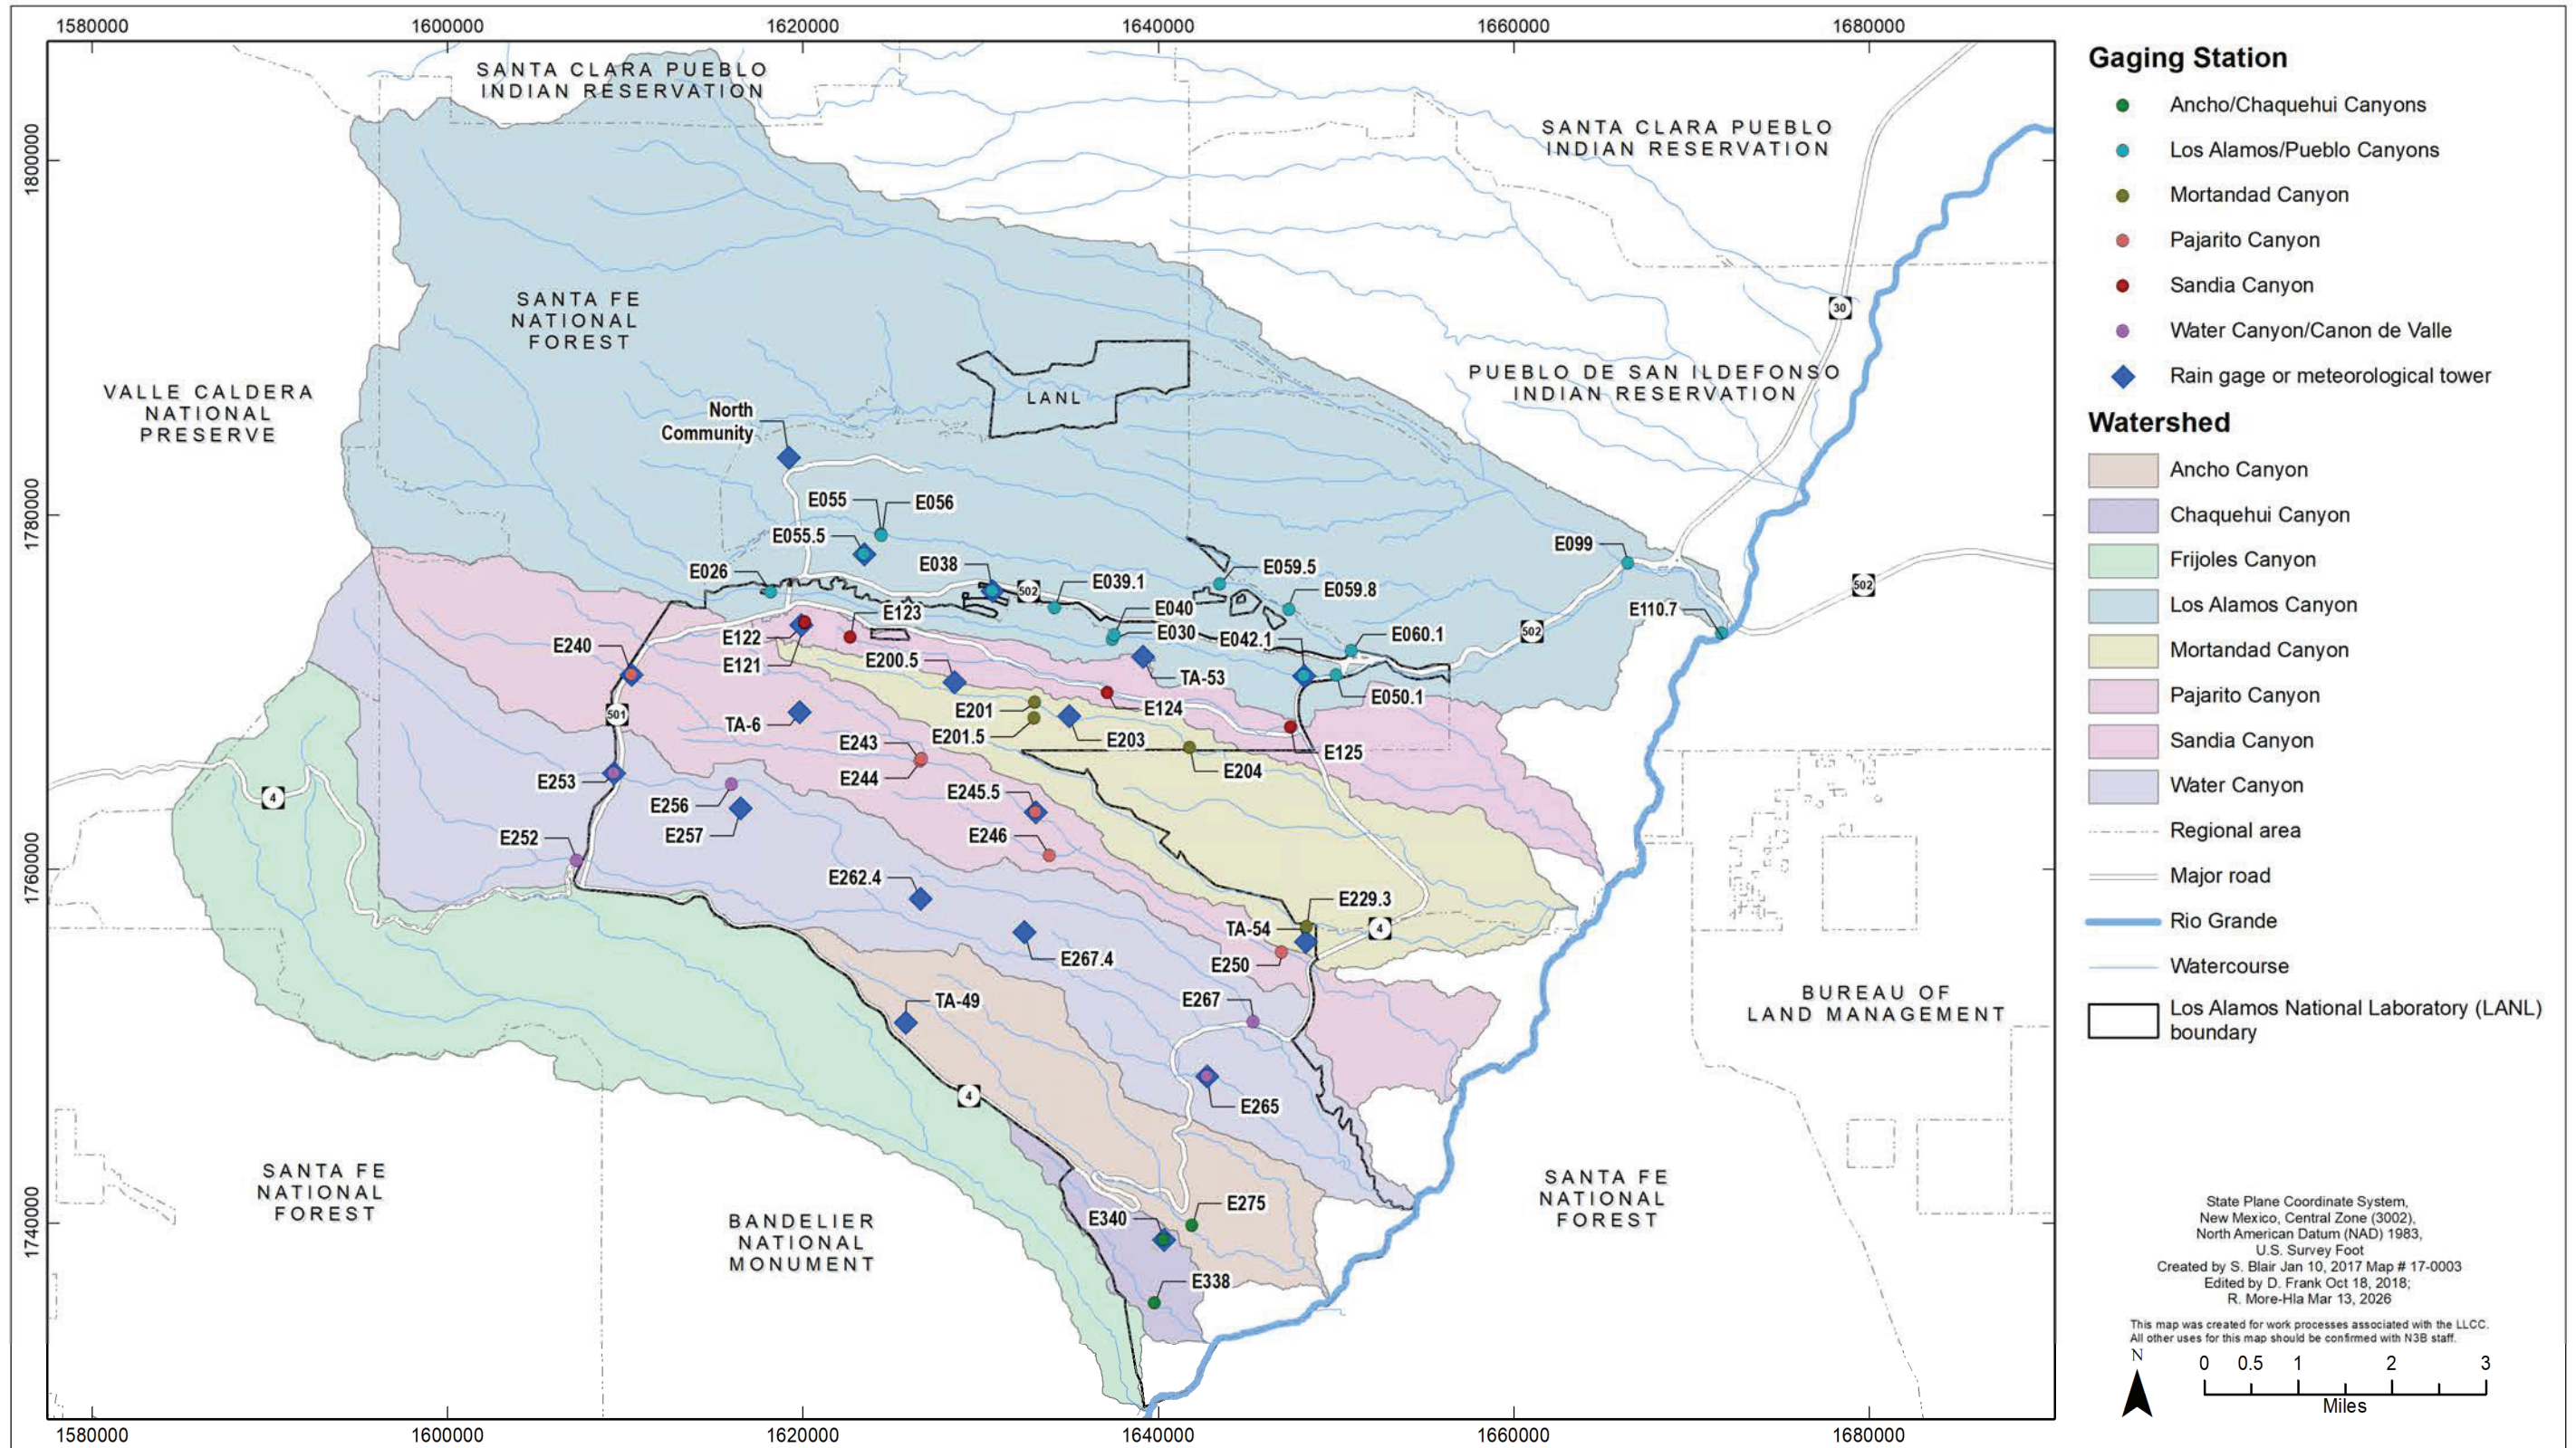 1580000
1600000
1620000
1640000
1660000
1680000
1800000
1780000
1760000
1740000
SANTA CLARA PUEBLO
INDIAN RESERVATION
SANTA CLARA PUEBLO
INDIAN RESERVATION
30
SANTA FE
NATIONAL
FOREST
VALLE CALDERA
NATIONAL
PRESERVE
PUEBLO DE SAN ILDEFONSO
INDIAN RESERVATION
LANL
North
Community
E055
E056
E055.5
E026
E038
502
E039.1
E059.5
E059.8
E099
502
E110.7
502
E123
E040
E030
E042.1
E060.1
E122
E121
E240
E200.5
TA-53
E050.1
501
TA-6
E201
E124
E201.5
E203
E125
E243
E204
E244
4
E253
E256
E257
E245.5
E246
E252
E262.4
E229.3
TA-54
4
E250
E267.4
TA-49
E267
BUREAU OF
LAND MANAGEMENT
4
E265
SANTA FE
NATIONAL
FOREST
BANDELIER
NATIONAL
MONUMENT
SANTA FE
NATIONAL
FOREST
E275
E340
E338
1580000
1600000
1620000
1640000
1660000
1680000
Gaging Station
Ancho/Chaquehui Canyons
Los Alamos/Pueblo Canyons
Mortandad Canyon
Pajarito Canyon
Sandia Canyon
Water Canyon/Canon de Valle
Rain gage or meteorological tower
Watershed
Ancho Canyon
Chaquehui Canyon
Frijoles Canyon
Los Alamos Canyon
Mortandad Canyon
Pajarito Canyon
Sandia Canyon
Water Canyon
Regional area
Major road
Rio Grande
Watercourse
Los Alamos National Laboratory (LANL)
boundary
State Plane Coordinate System,
New Mexico, Central Zone (3002),
North American Datum (NAD) 1983,
U.S. Survey Foot
Created by S. Blair Jan 10, 2017 Map # 17-0003
Edited by D. Frank Oct 18, 2018;
R. More-Hla Mar 13, 2026
This map was created for work processes associated with the LLCC.
All other uses for this map should be confirmed with N3B staff.
N
0 0.5 1 2 3
Miles